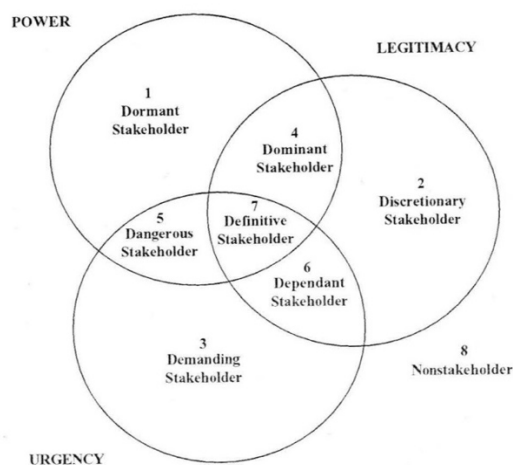 POWER
LEGITIMACY
1
Dormant
Stakeholder
4
Dominant
Stakeholder
2
Discretionary
Stakeholder
5
Dangerous
Stakeholder
7
Definitive
Stakeholder
6
Dependant
Stakeholder
3
Demanding
Stakeholder
8
Nonstakeholder
URGENCY